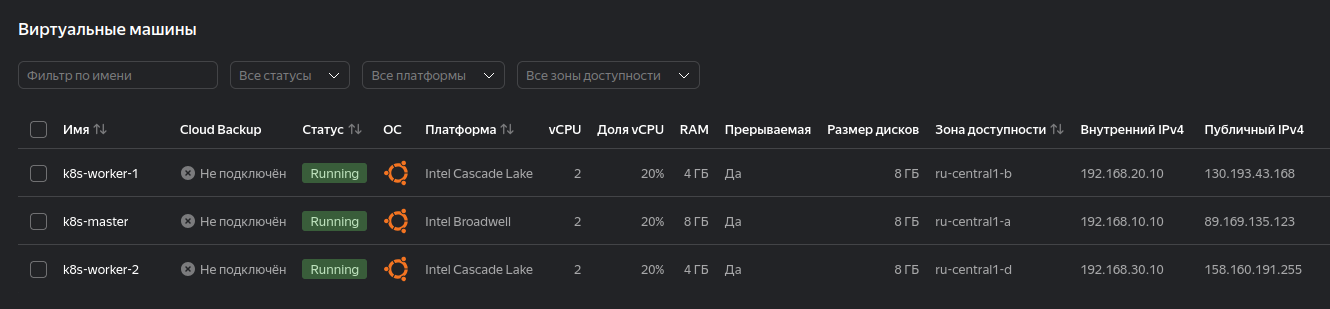 Виртуальные машины
Фильтр по имени Все статусы Все платформы Все зоны доступности
Имя Cloud Backup Статус ОС Платформа vCPU Доля vCPU RAM Прерываемая Размер дисков Зона доступности Внутренний IPv4 Публичный IPv4
k8s-worker-1 Не подключён Running Intel Cascade Lake 2 20% 4 ГБ Да 8 ГБ ru-central1-b 192.168.20.10 130.193.43.168
k8s-master Не подключён Running Intel Broadwell 2 20% 8 ГБ Да 8 ГБ ru-central1-a 192.168.10.10 89.169.135.123
k8s-worker-2 Не подключён Running Intel Cascade Lake 2 20% 4 ГБ Да 8 ГБ ru-central1-d 192.168.30.10 158.160.191.255